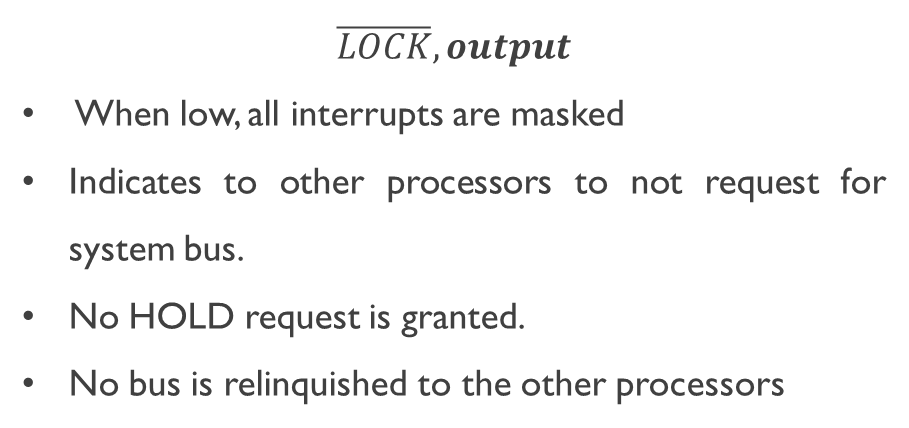 $\overline{LOCK}$, output
• When low, all interrupts are masked
• Indicates to other processors to not request for
system bus.
• No HOLD request is granted.
• No bus is relinquished to the other processors